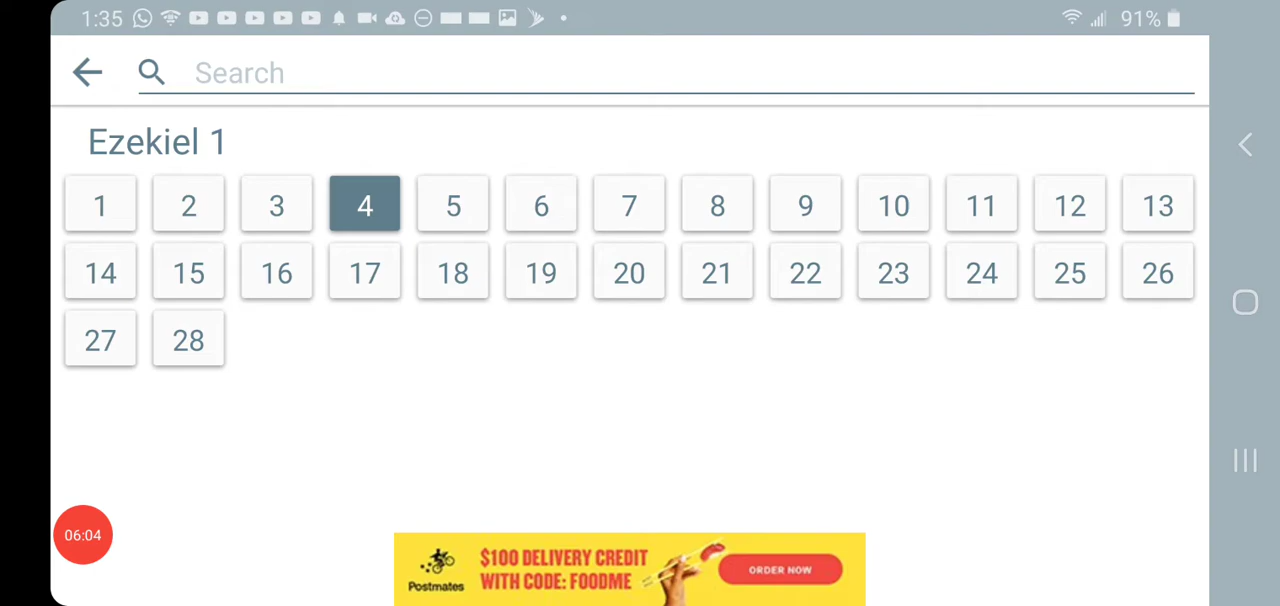 1:35 91%
Search
Ezekiel 1
1 2 3 4 5 6 7 8 9 10 11 12 13
14 15 16 17 18 19 20 21 22 23 24 25 26
27 28
06:04
Postmates
$100 DELIVERY CREDIT
WITH CODE: FOODME
ORDER NOW